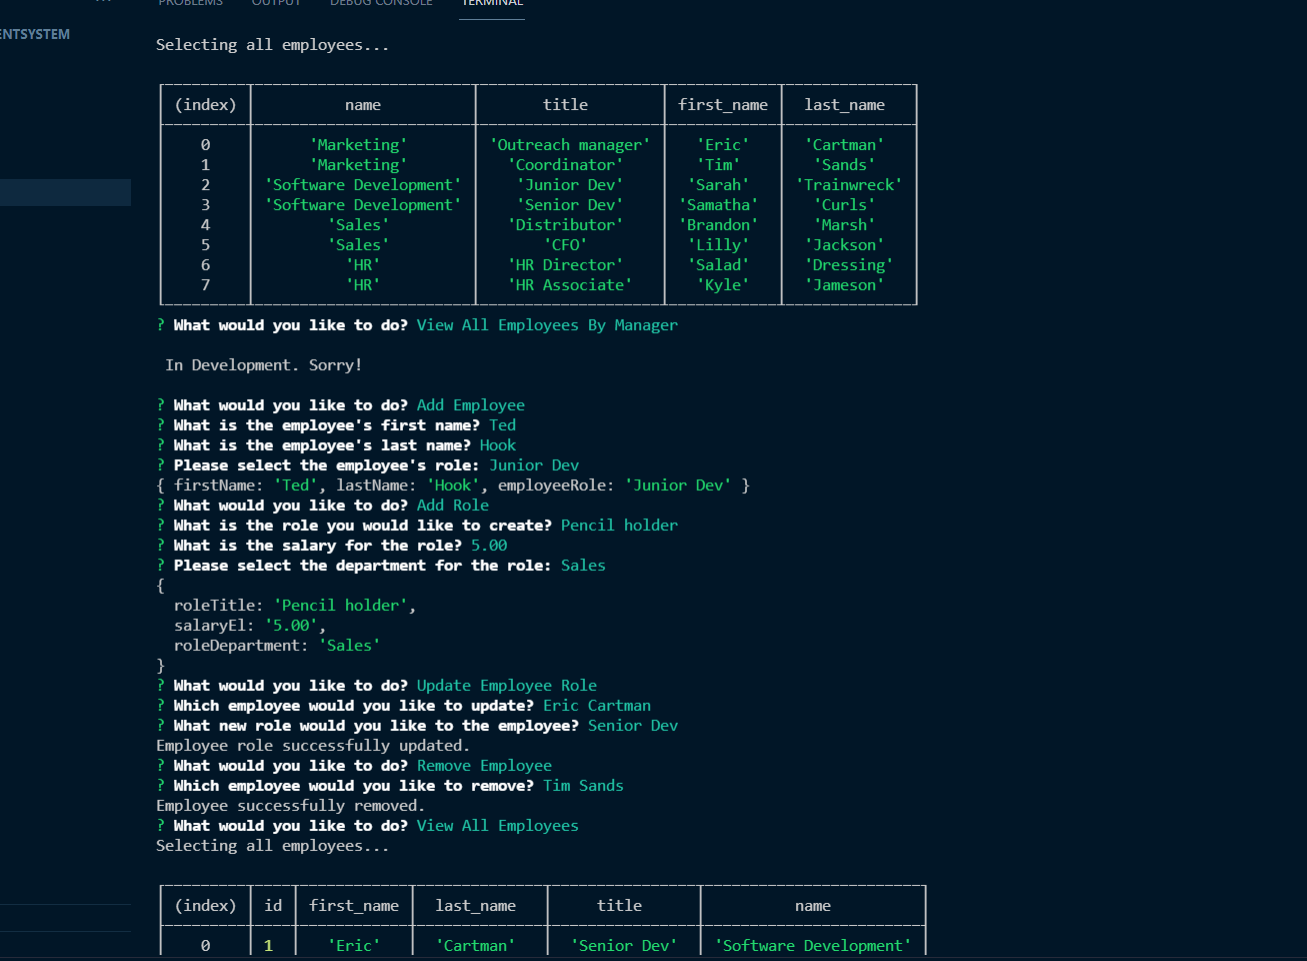 PROBLEMS OUTPUT DEBUG CONSOLE TERMINAL
ENTSYSTEM
Selecting all employees...
(index) name title first_name last_name
0 'Marketing' 'Outreach manager' 'Eric' 'Cartman'
1 'Marketing' 'Coordinator' 'Tim' 'Sands'
2 'Software Development' 'Junior Dev' 'Sarah' 'Trainwreck'
3 'Software Development' 'Senior Dev' 'Samatha' 'Curls'
4 'Sales' 'Distributor' 'Brandon' 'Marsh'
5 'Sales' 'CFO' 'Lilly' 'Jackson'
6 'HR' 'HR Director' 'Salad' 'Dressing'
7 'HR' 'HR Associate' 'Kyle' 'Jameson'
? What would you like to do? View All Employees By Manager
In Development. Sorry!
? What would you like to do? Add Employee
? What is the employee's first name? Ted
? What is the employee's last name? Hook
? Please select the employee's role: Junior Dev
{ firstName: 'Ted', lastName: 'Hook', employeeRole: 'Junior Dev' }
? What would you like to do? Add Role
? What is the role you would like to create? Pencil holder
? What is the salary for the role? 5.00
? Please select the department for the role: Sales
{
roleTitle: 'Pencil holder',
salaryEl: '5.00',
roleDepartment: 'Sales'
}
? What would you like to do? Update Employee Role
? Which employee would you like to update? Eric Cartman
? What new role would you like to the employee? Senior Dev
Employee role successfully updated.
? What would you like to do? Remove Employee
? Which employee would you like to remove? Tim Sands
Employee successfully removed.
? What would you like to do? View All Employees
Selecting all employees...
(index) id first_name last_name title name
0 1 'Eric' 'Cartman' 'Senior Dev' 'Software Development'